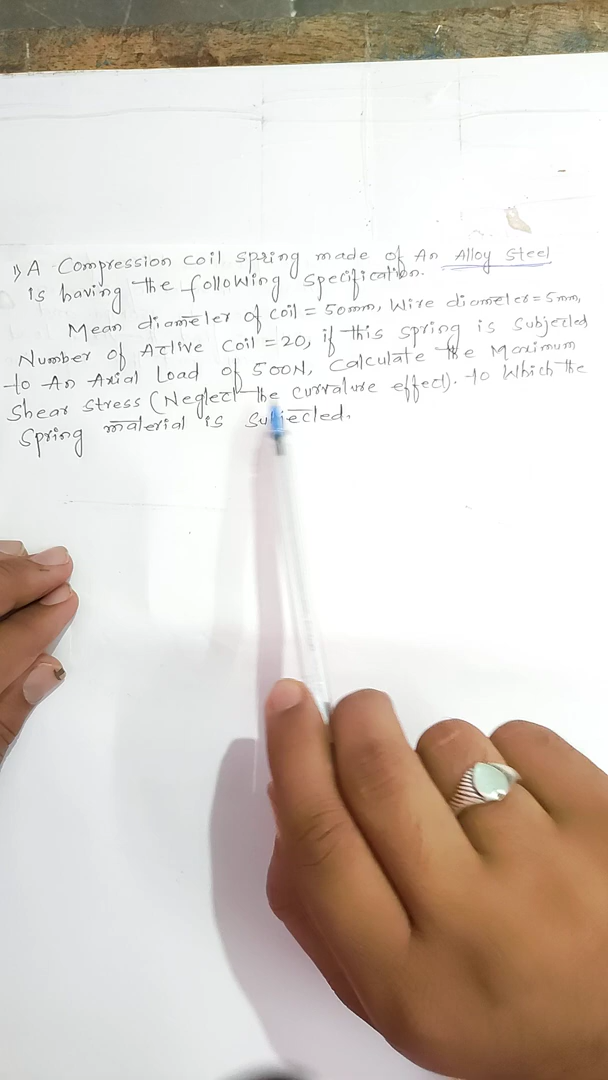 1) A Compression coil spring made of An Alloy Steel
is having the following specification.
Mean diameter of coil = 50mm, Wire diameter = 5mm,
Number of Active coil = 20, if this spring is subjected
to An Axial Load of 500N, Calculate the Maximum
Shear Stress (Neglect the curvature effect). to Which the
Spring material is subjected.